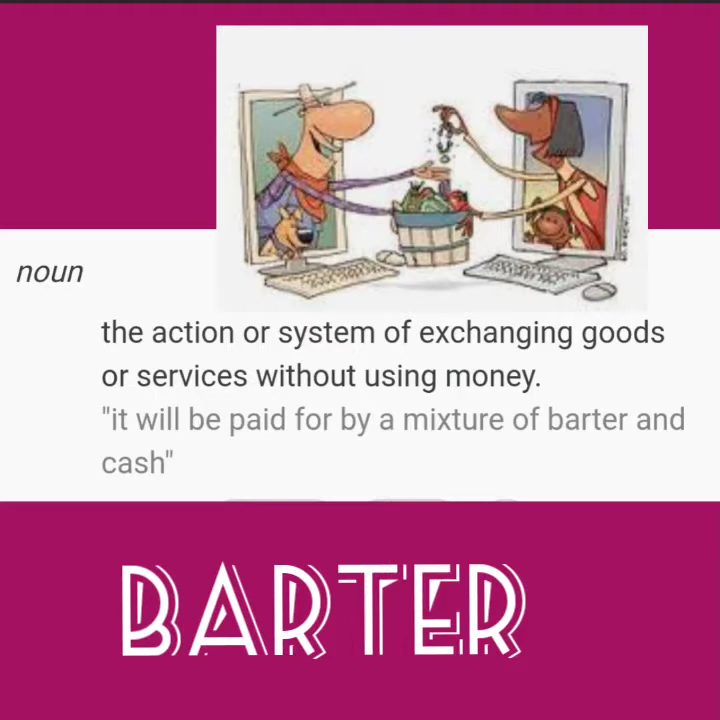 noun
the action or system of exchanging goods
or services without using money.
"it will be paid for by a mixture of barter and
cash"
BARTER